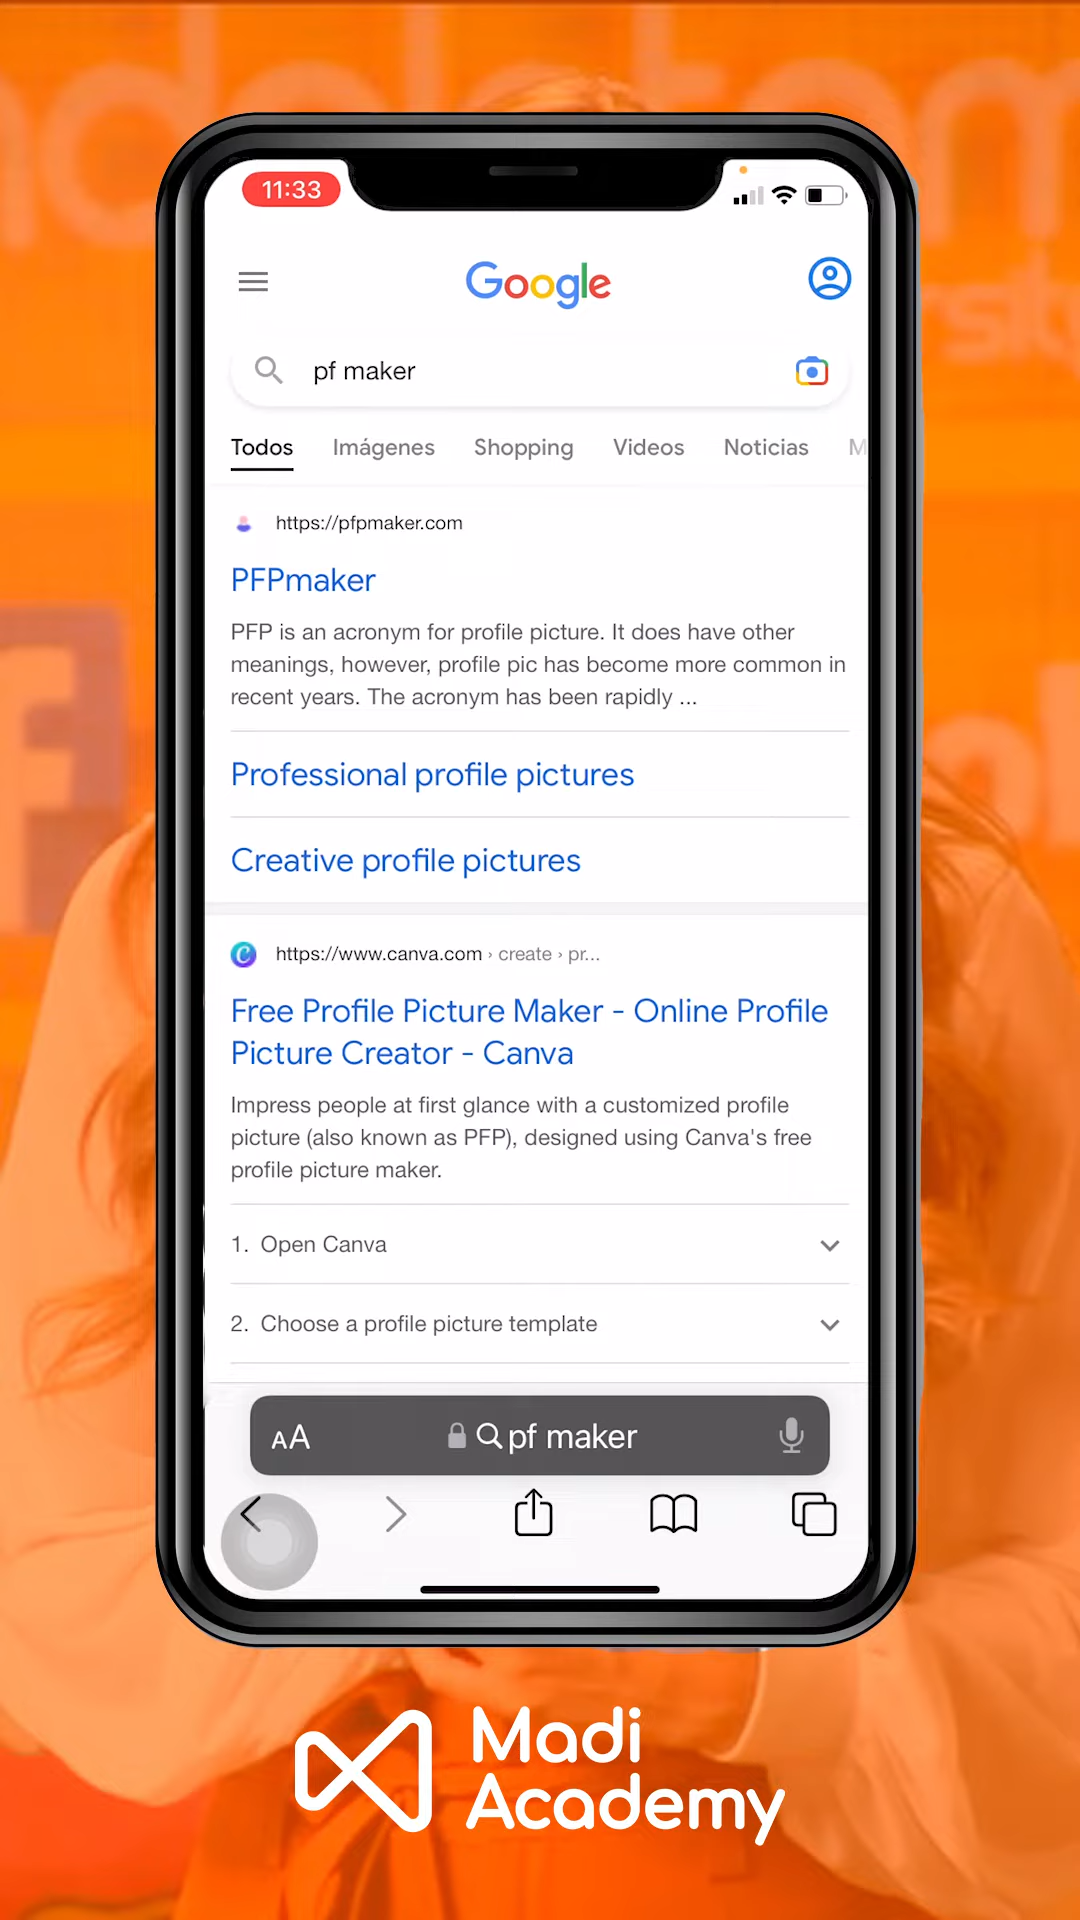 11:33
Google
pf maker
Todos Imágenes Shopping Videos Noticias M
https://pfpmaker.com
PFPmaker
PFP is an acronym for profile picture. It does have other
meanings, however, profile pic has become more common in
recent years. The acronym has been rapidly ...
Professional profile pictures
Creative profile pictures
https://www.canva.com › create › pr...
Free Profile Picture Maker - Online Profile
Picture Creator - Canva
Impress people at first glance with a customized profile
picture (also known as PFP), designed using Canva's free
profile picture maker.
1. Open Canva
2. Choose a profile picture template
AA pf maker
Madi
Academy